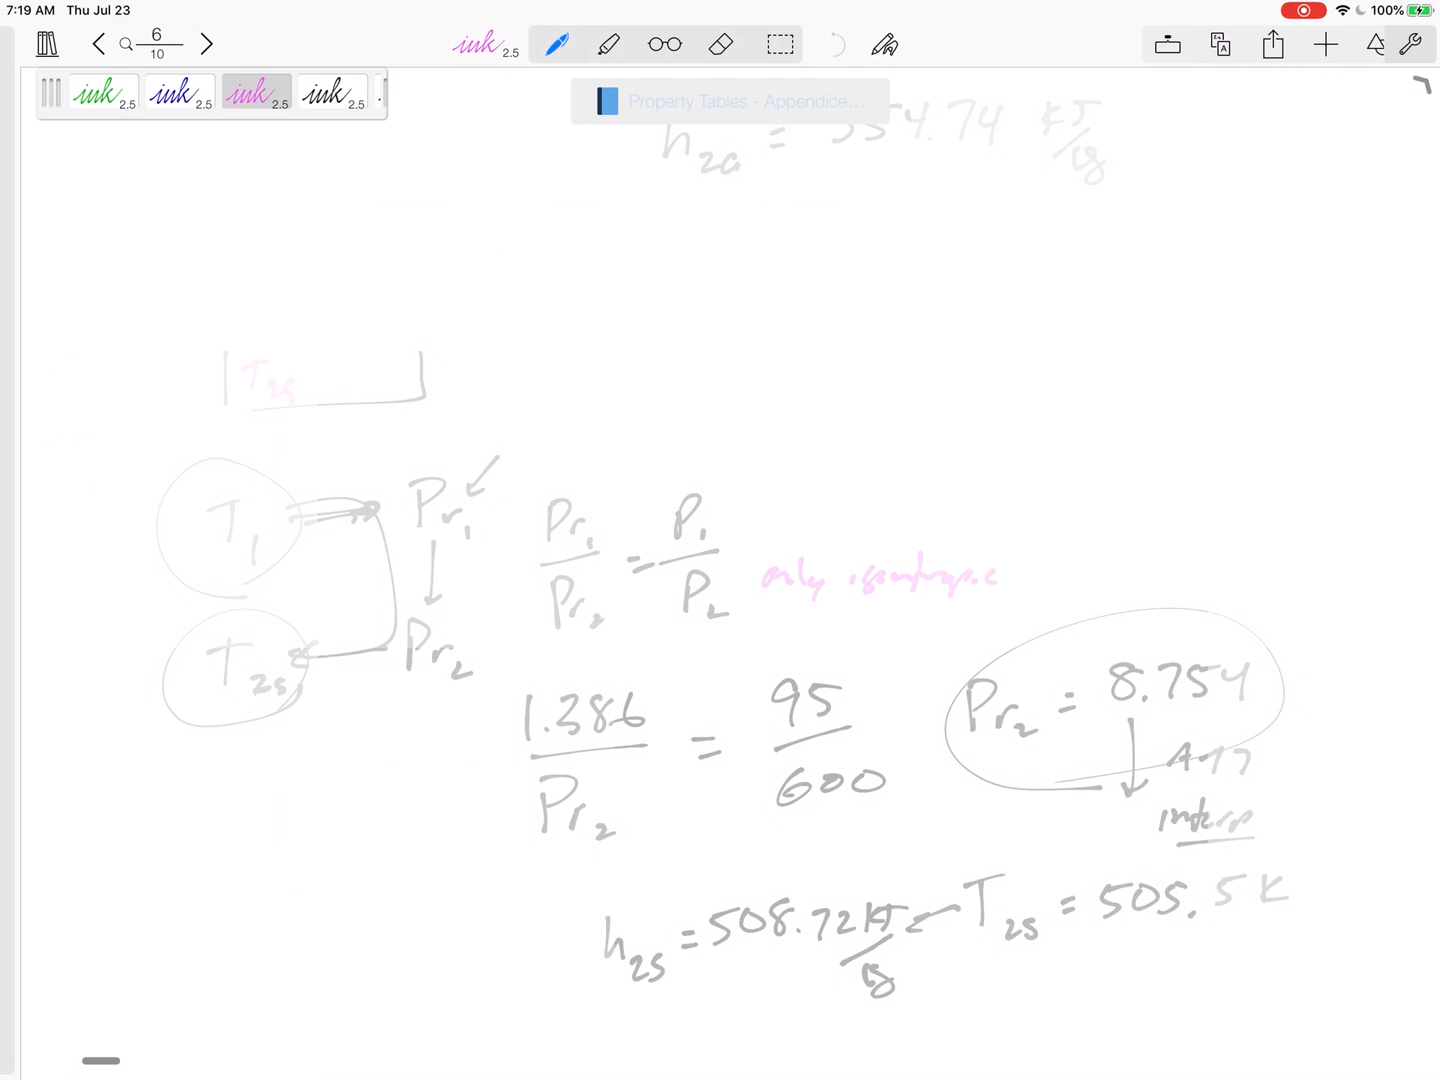 7:19 AM Thu Jul 23
100%
6
10
ink 2.5
ink 2.5
ink 2.5
ink 2.5
ink 2.5
Property Tables - Appendice...
h2a = 554.74 kJ/kg
T2s
T1
Pr1
Pr1/Pr2 = P1/P2
only isentropic
T2s
Pr2
1.386/Pr2 = 95/600
Pr2 = 8.754
A-17
interp
h2s = 508.72 kJ/kg
T2s = 505.5 K